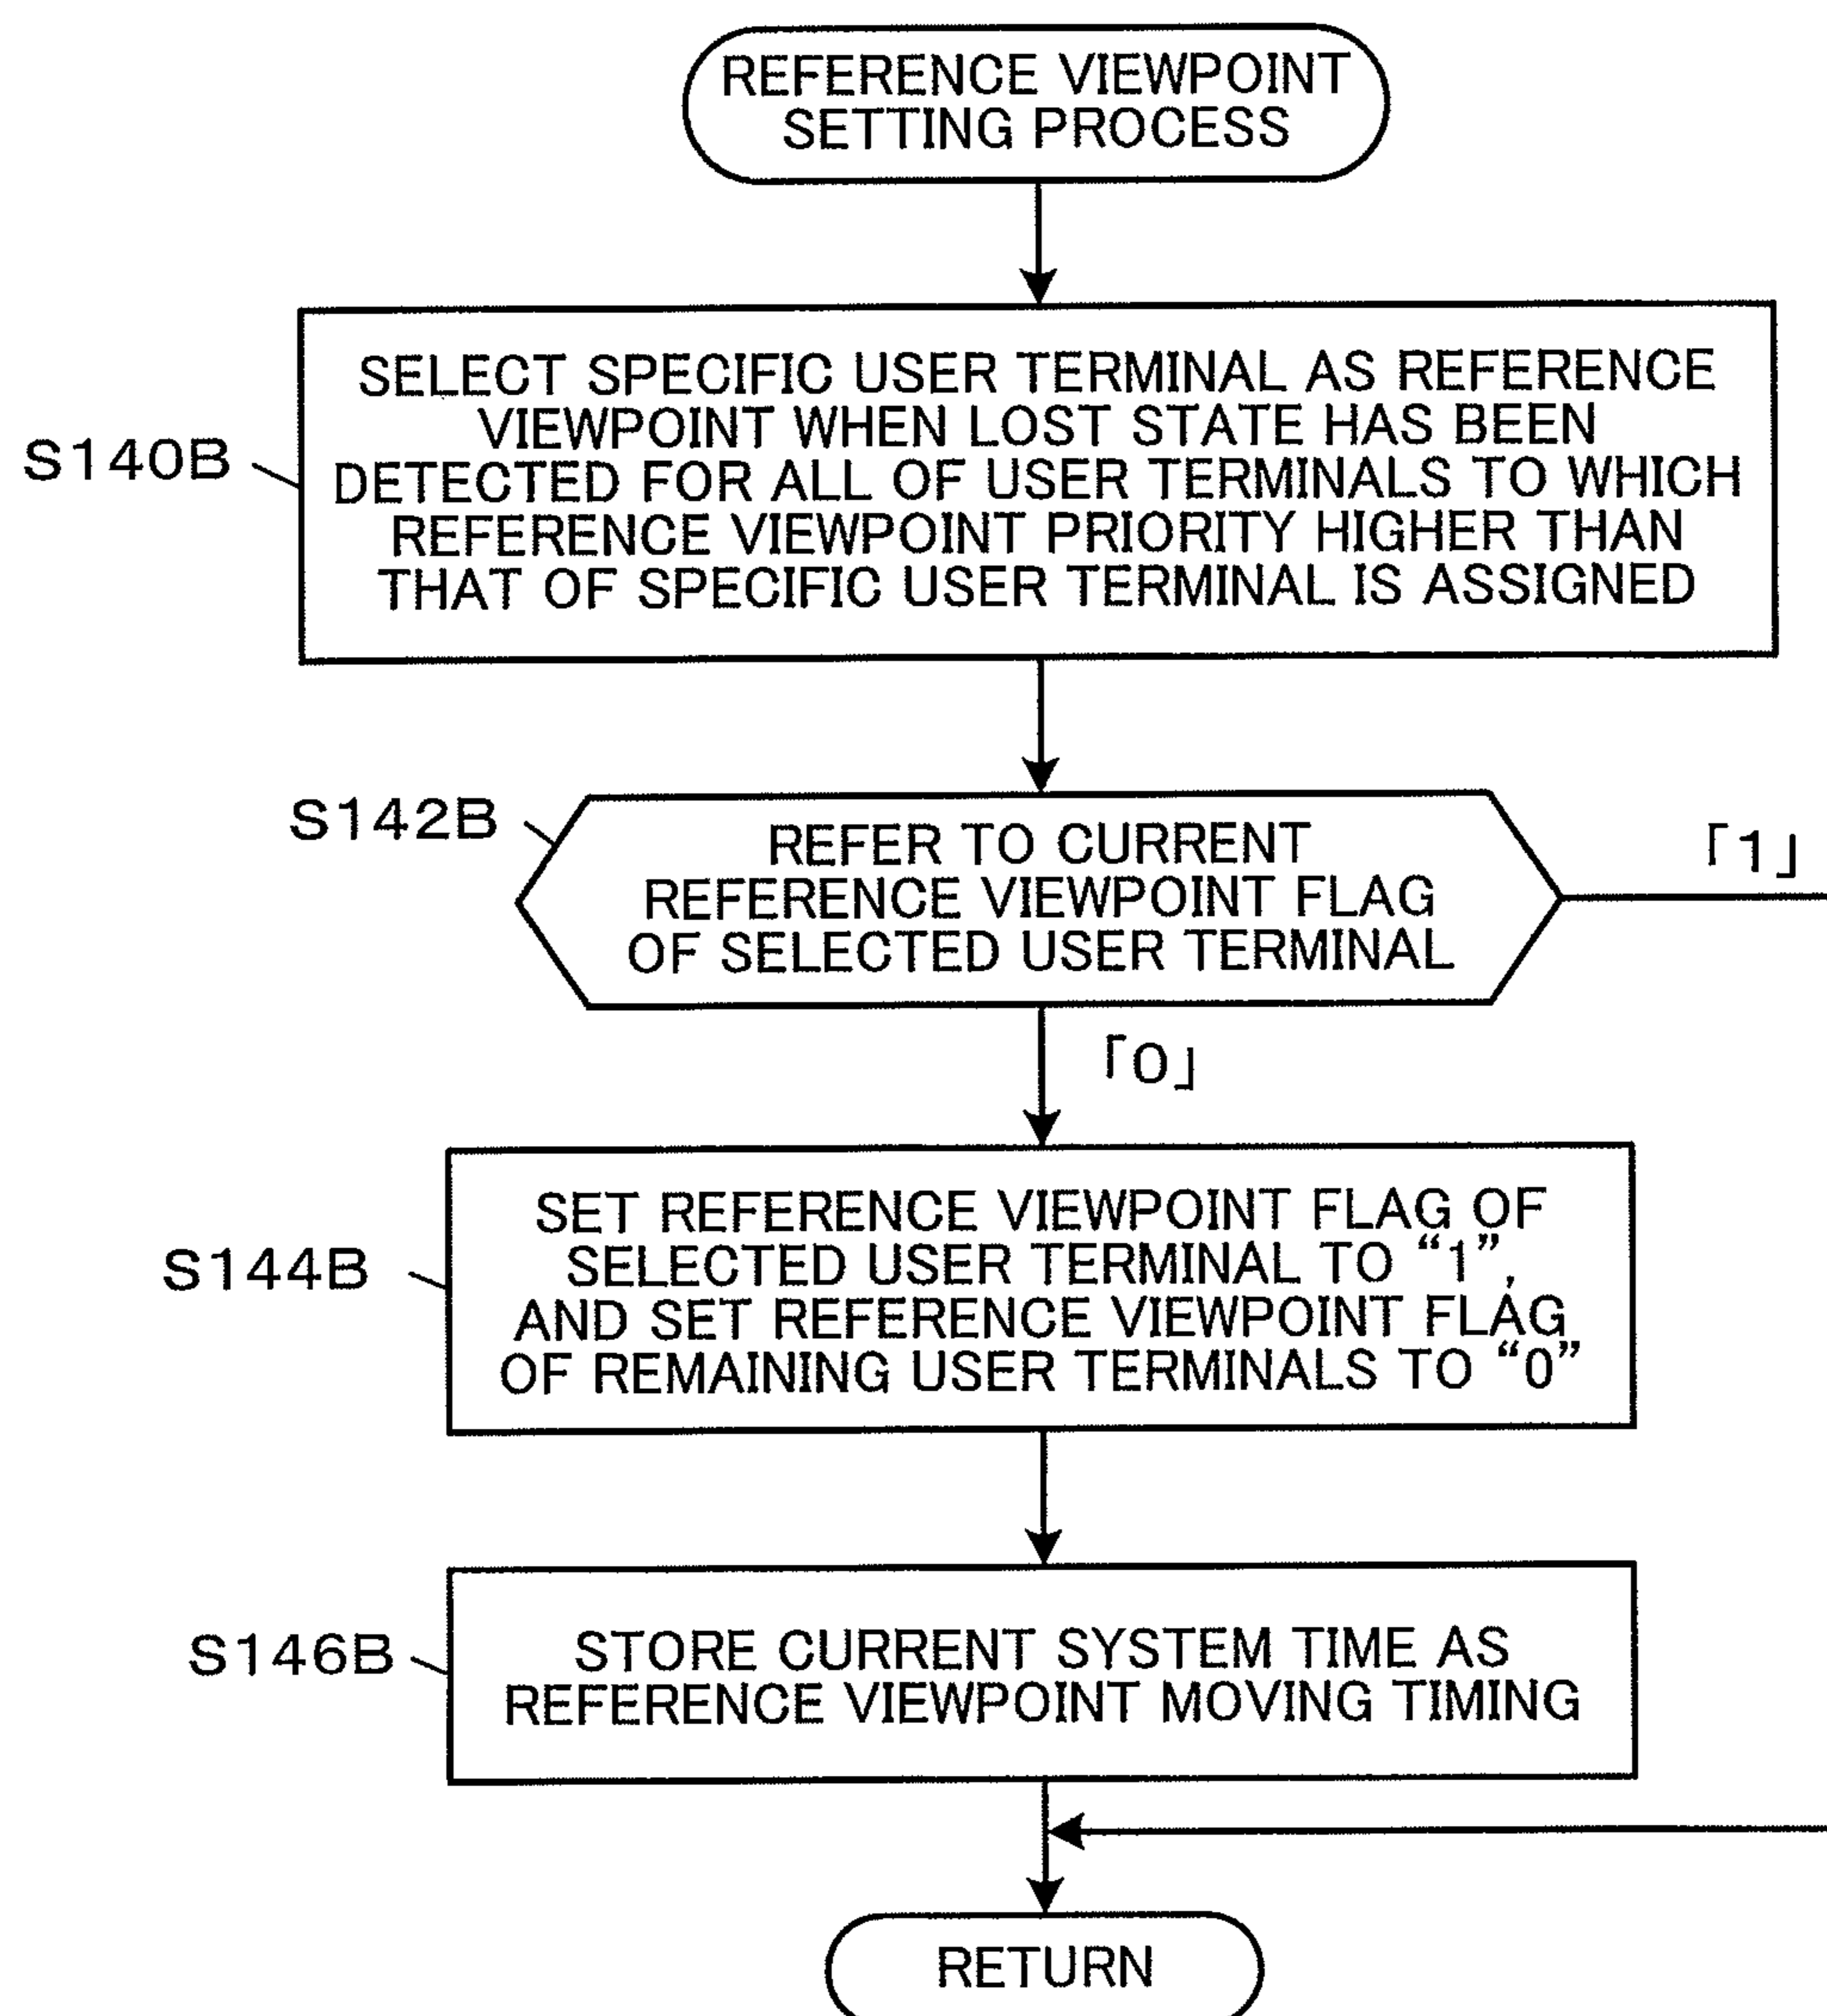 REFERENCE VIEWPOINT
SETTING PROCESS
S140B
SELECT SPECIFIC USER TERMINAL AS REFERENCE
VIEWPOINT WHEN LOST STATE HAS BEEN
DETECTED FOR ALL OF USER TERMINALS TO WHICH
REFERENCE VIEWPOINT PRIORITY HIGHER THAN
THAT OF SPECIFIC USER TERMINAL IS ASSIGNED
S142B
REFER TO CURRENT
REFERENCE VIEWPOINT FLAG
OF SELECTED USER TERMINAL
「1」
「0」
S144B
SET REFERENCE VIEWPOINT FLAG OF
SELECTED USER TERMINAL TO “1”,
AND SET REFERENCE VIEWPOINT FLAG
OF REMAINING USER TERMINALS TO “0”
S146B
STORE CURRENT SYSTEM TIME AS
REFERENCE VIEWPOINT MOVING TIMING
RETURN